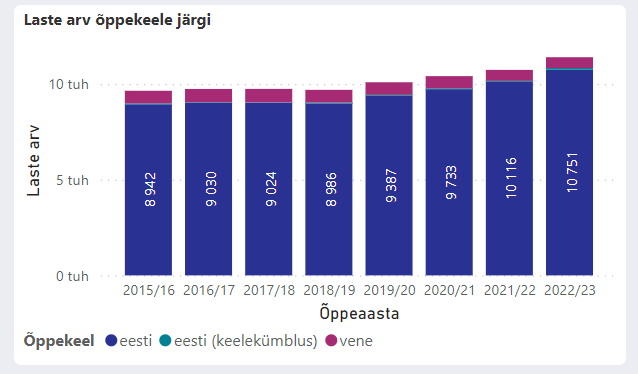 Laste arv õppekeele järgi
10 tuh
5 tuh
0 tuh
Laste arv
8 942
9 030
9 024
8 986
9 387
9 733
10 116
10 751
2015/16 2016/17 2017/18 2018/19 2019/20 2020/21 2021/22 2022/23
Õppeaasta
Õppekeel eesti eesti (keelekümblus) vene